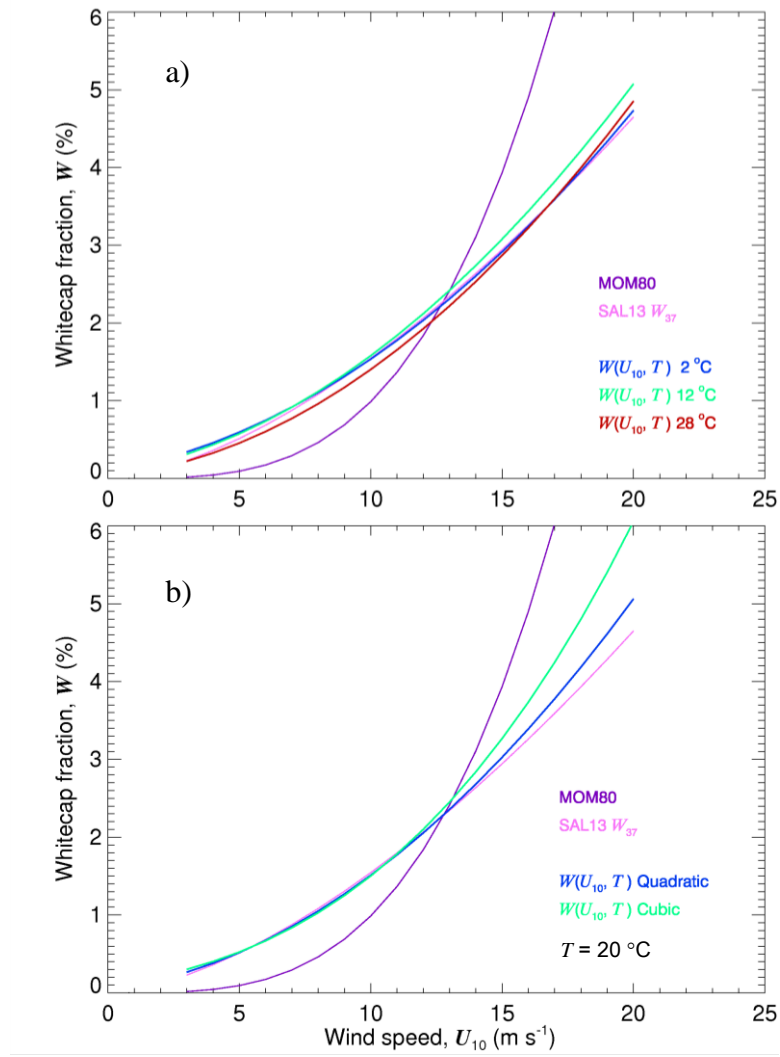 6
a)
5
4
3
2
1
0
Whitecap fraction, W (%)
MOM80
SAL13 W₃₇
W(U₁₀, T) 2 °C
W(U₁₀, T) 12 °C
W(U₁₀, T) 28 °C
0 5 10 15 20 25
6
b)
5
4
3
2
1
0
Whitecap fraction, W (%)
MOM80
SAL13 W₃₇
W(U₁₀, T) Quadratic
W(U₁₀, T) Cubic
T = 20 °C
0 5 10 15 20 25
Wind speed, U₁₀ (m s⁻¹)